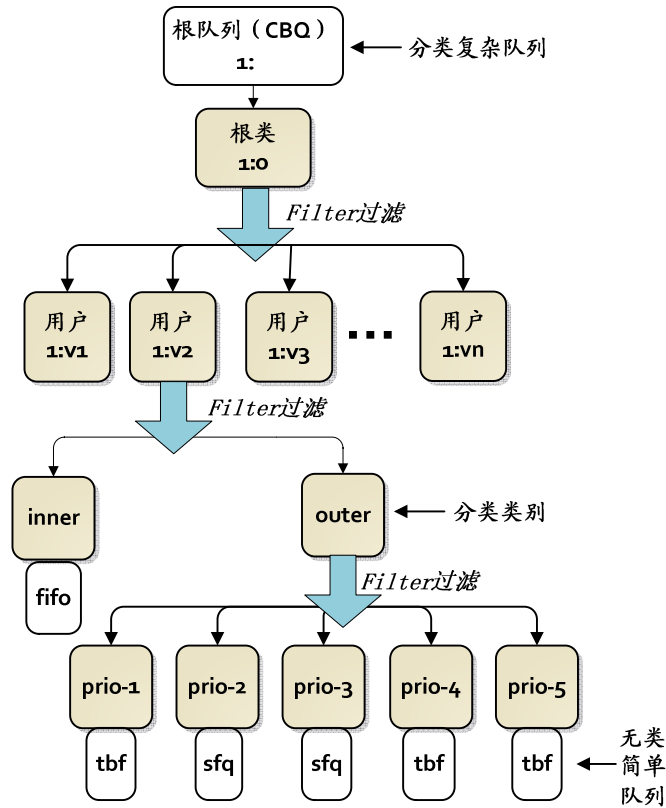 根队列（CBQ）
1:
分类复杂队列
根类
1:0
Filter过滤
用户
1:v1
用户
1:v2
用户
1:v3
...
用户
1:vn
Filter过滤
inner
outer
分类类别
fifo
Filter过滤
prio-1
prio-2
prio-3
prio-4
prio-5
tbf
sfq
sfq
tbf
tbf
无类
简单
队列